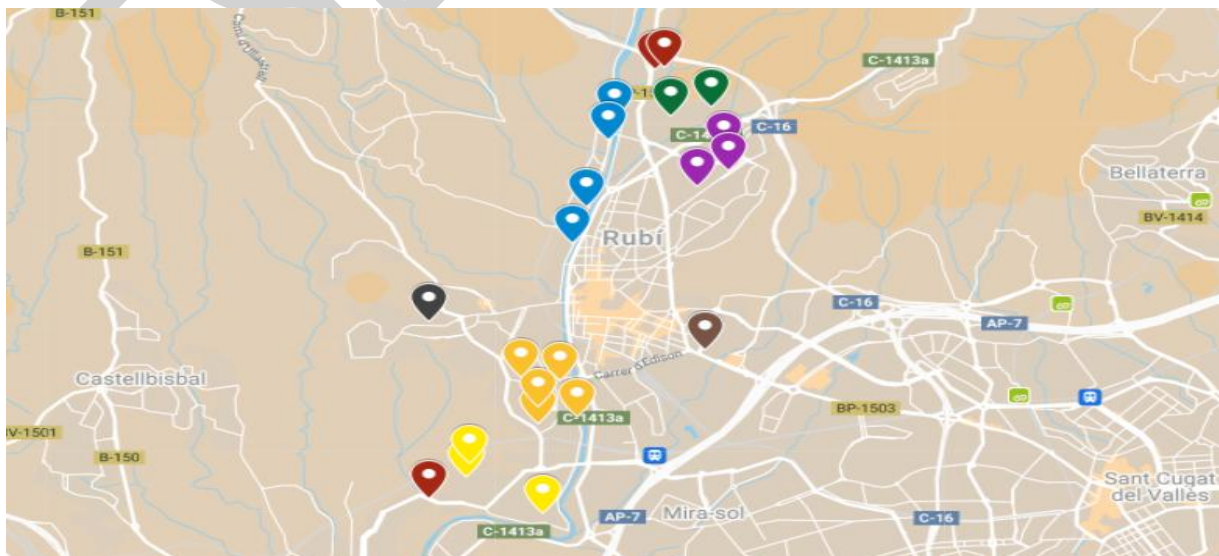 B-151
C-1413a
C-16
Bellaterra
BV-1414
Rubí
B-151
C-16
AP-7
Carrer d'Edison
Castellbisbal
C-1413a
BP-1503
BV-1501
B-150
Sant Cugat
del Vallès
C-1413a
AP-7
Mira-sol
C-16